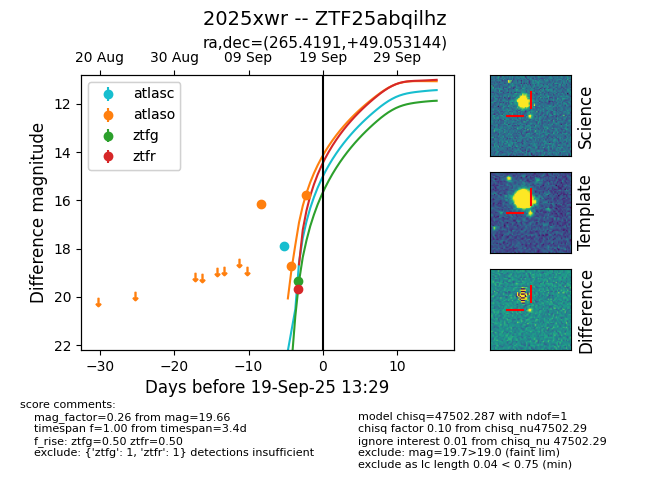 2025xwr -- ZTF25abqilhz
ra,dec=(265.4191,+49.053144)
20 Aug
30 Aug
09 Sep
19 Sep
29 Sep
atlasc
atlaso
ztfg
ztfr
12
14
16
18
20
22
Difference magnitude
−30
−20
−10
0
10
Days before 19-Sep-25 13:29
Science
Template
Difference
score comments:
mag_factor=0.26 from mag=19.66
timespan f=1.00 from timespan=3.4d
f_rise: ztfg=0.50 ztfr=0.50
exclude: {'ztfg': 1, 'ztfr': 1} detections insufficient
model chisq=47502.287 with ndof=1
chisq factor 0.10 from chisq_nu47502.29
ignore interest 0.01 from chisq_nu 47502.29
exclude: mag=19.7>19.0 (faint lim)
exclude as lc length 0.04 < 0.75 (min)